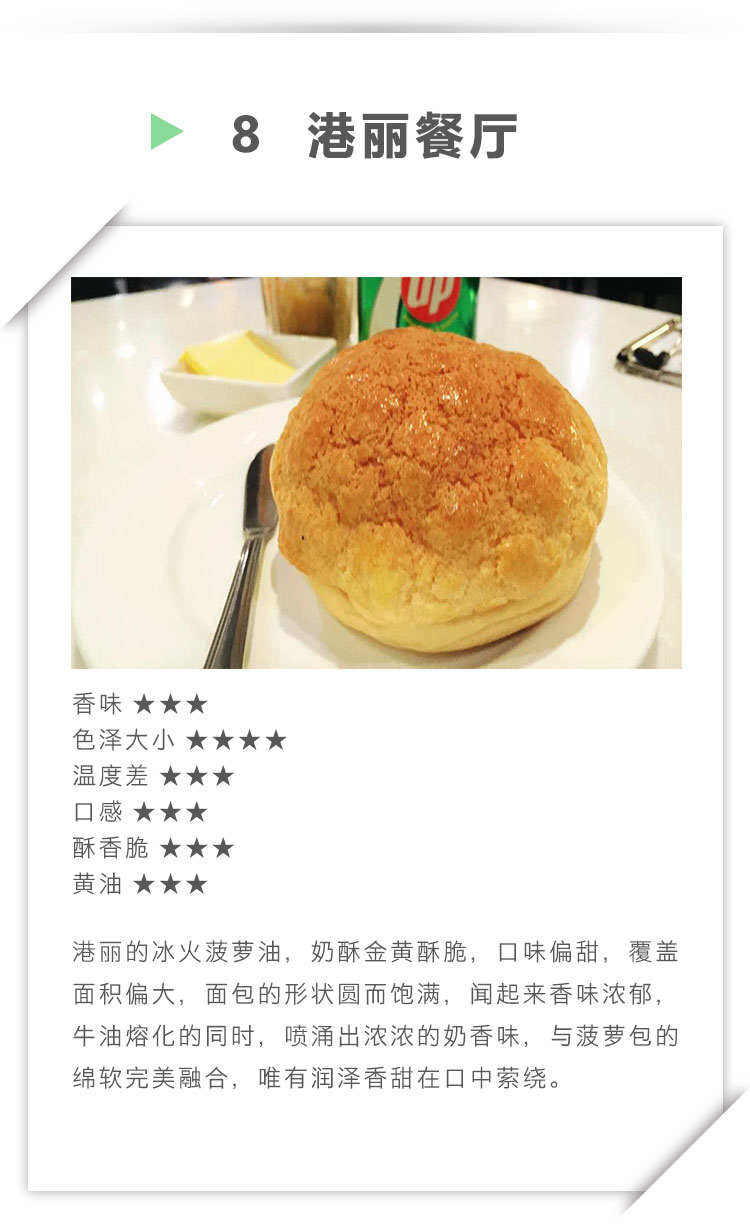 8 港丽餐厅
up
香味 ★★★
色泽大小 ★★★★
温度差 ★★★
口感 ★★★
酥香脆 ★★★
黄油 ★★★
港丽的冰火菠萝油，奶酥金黄酥脆，口味偏甜，覆盖
面积偏大，面包的形状圆而饱满，闻起来香味浓郁，
牛油熔化的同时，喷涌出浓浓的奶香味，与菠萝包的
绵软完美融合，唯有润泽香甜在口中萦绕。